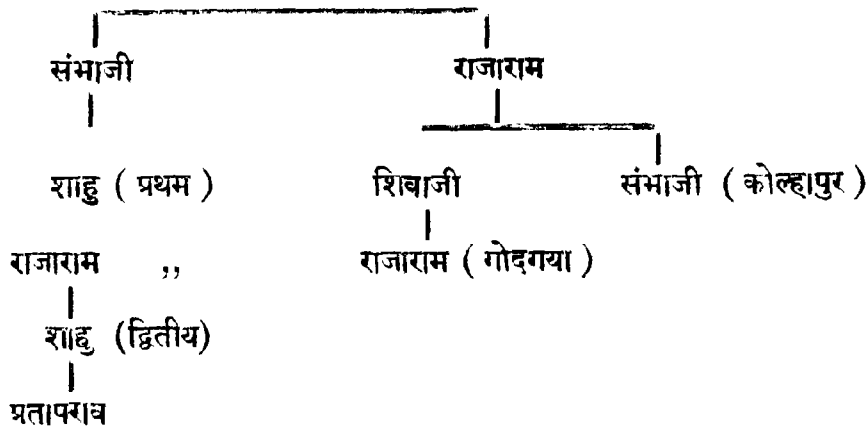 संभाजी राजाराम
शाहु ( प्रथम ) शिवाजी संभाजी ( कोल्हापुर )
राजाराम ,, राजाराम ( गोदगया )
शाहु (द्वितीय)
प्रतापराव